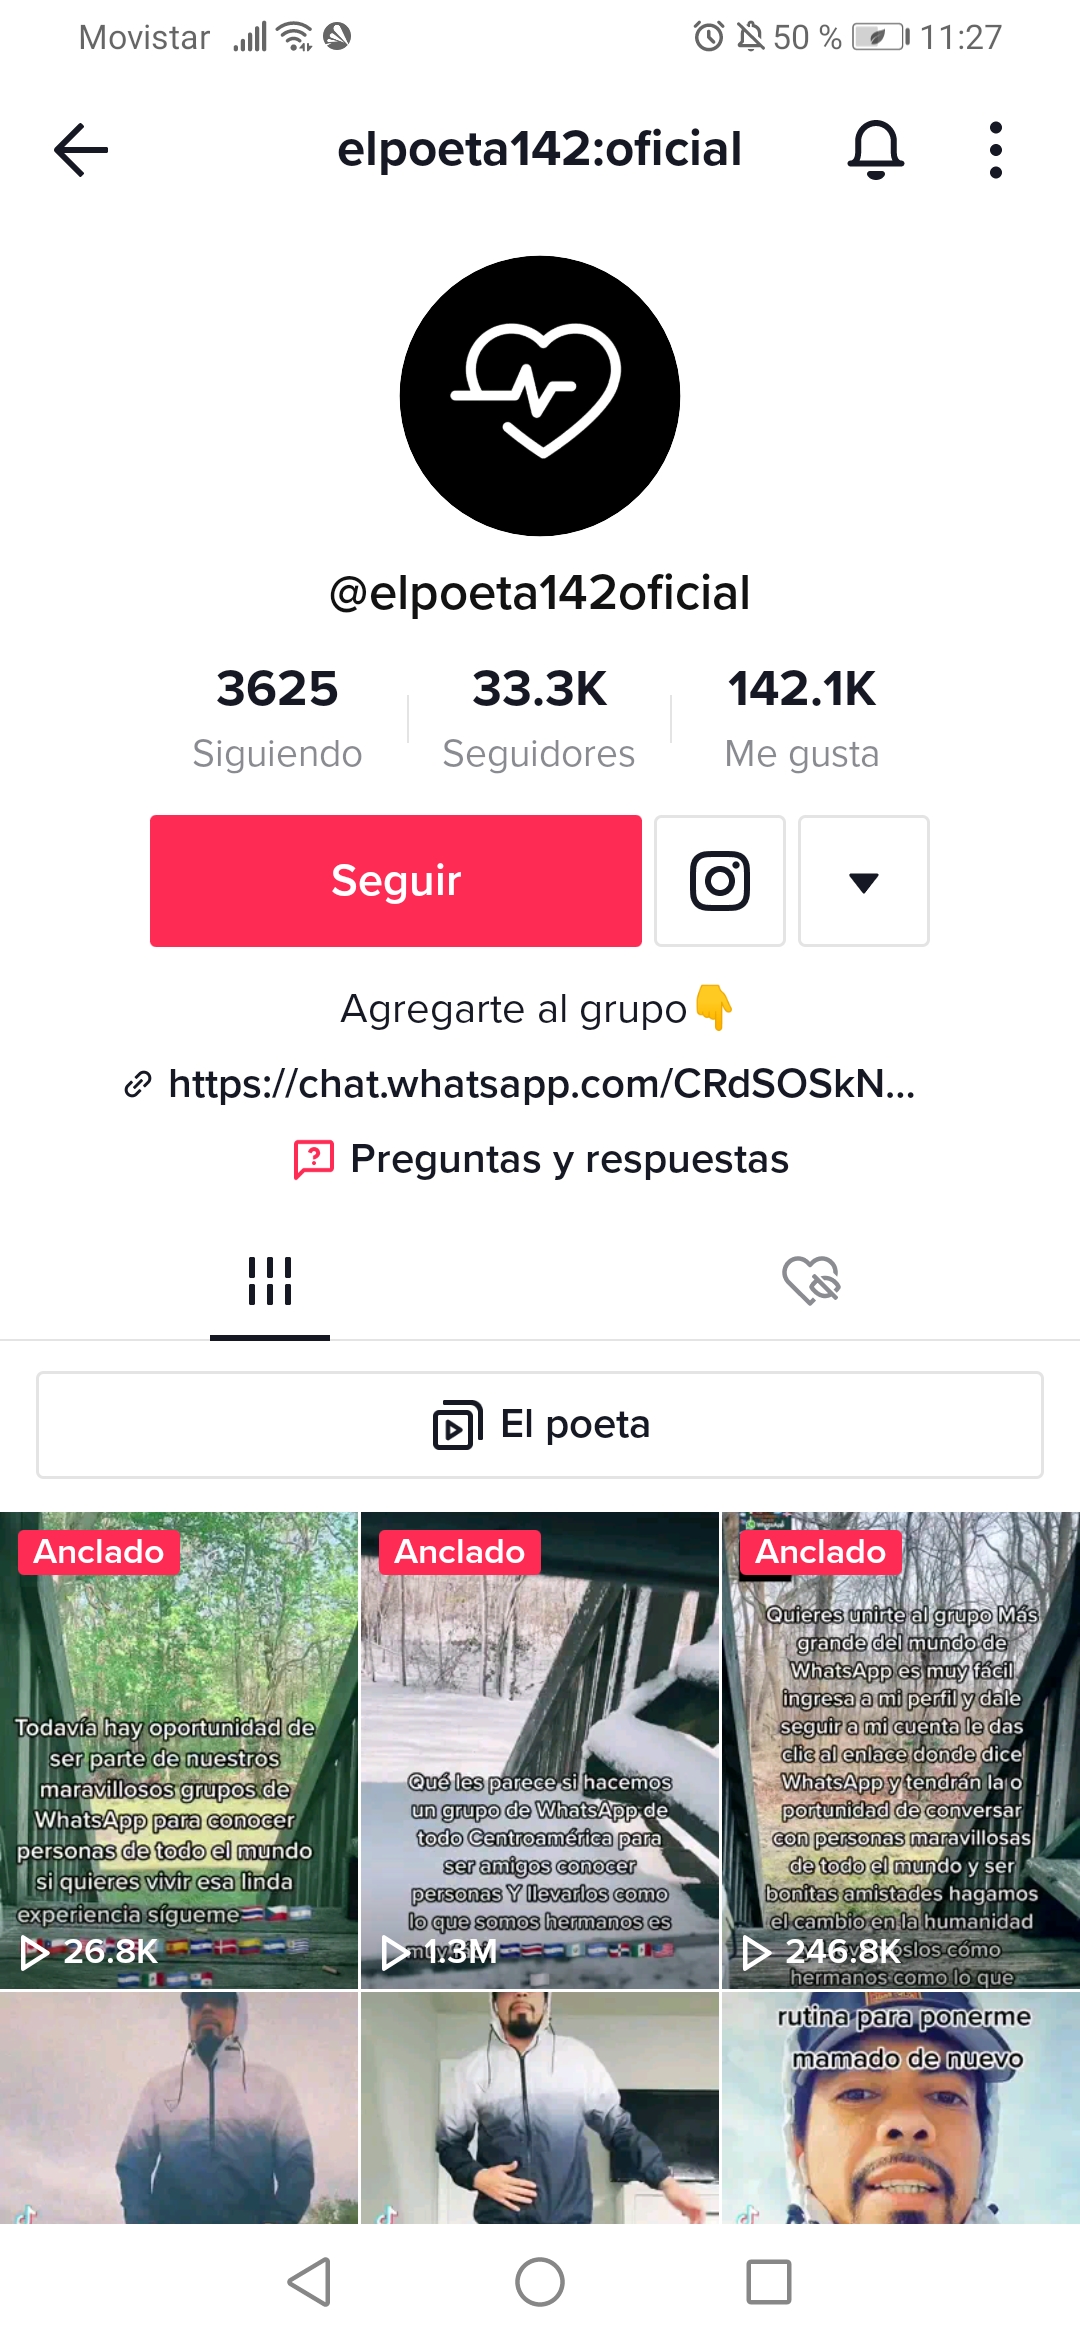 Movistar 50 % 11:27
elpoeta142:oficial
@elpoeta142oficial
3625 33.3K 142.1K
Siguiendo Seguidores Me gusta
Seguir
Agregarte al grupo
https://chat.whatsapp.com/CRdSOSkN...
Preguntas y respuestas
El poeta
Anclado
Todavía hay oportunidad de
ser parte de nuestros
maravillosos grupos de
WhatsApp para conocer
personas de todo el mundo
si quieres vivir esa linda
experiencia sígueme
26.8K
Anclado
Qué les parece si hacemos
un grupo de WhatsApp de
todo Centroamérica para
ser amigos conocer
personas Y llevarlos como
lo que somos hermanos es
1.3M
Anclado
Quieres unirte al grupo Más
grande del mundo de
WhatsApp es muy fácil
ingresa a mi perfil y dale
seguir a mi cuenta le das
clic al enlace donde dice
WhatsApp y tendrán la o
portunidad de conversar
con personas maravillosas
de todo el mundo y ser
bonitas amistades hagamos
el cambio en la humanidad
246.8K cómo
hermanos como lo que
rutina para ponerme
mamado de nuevo